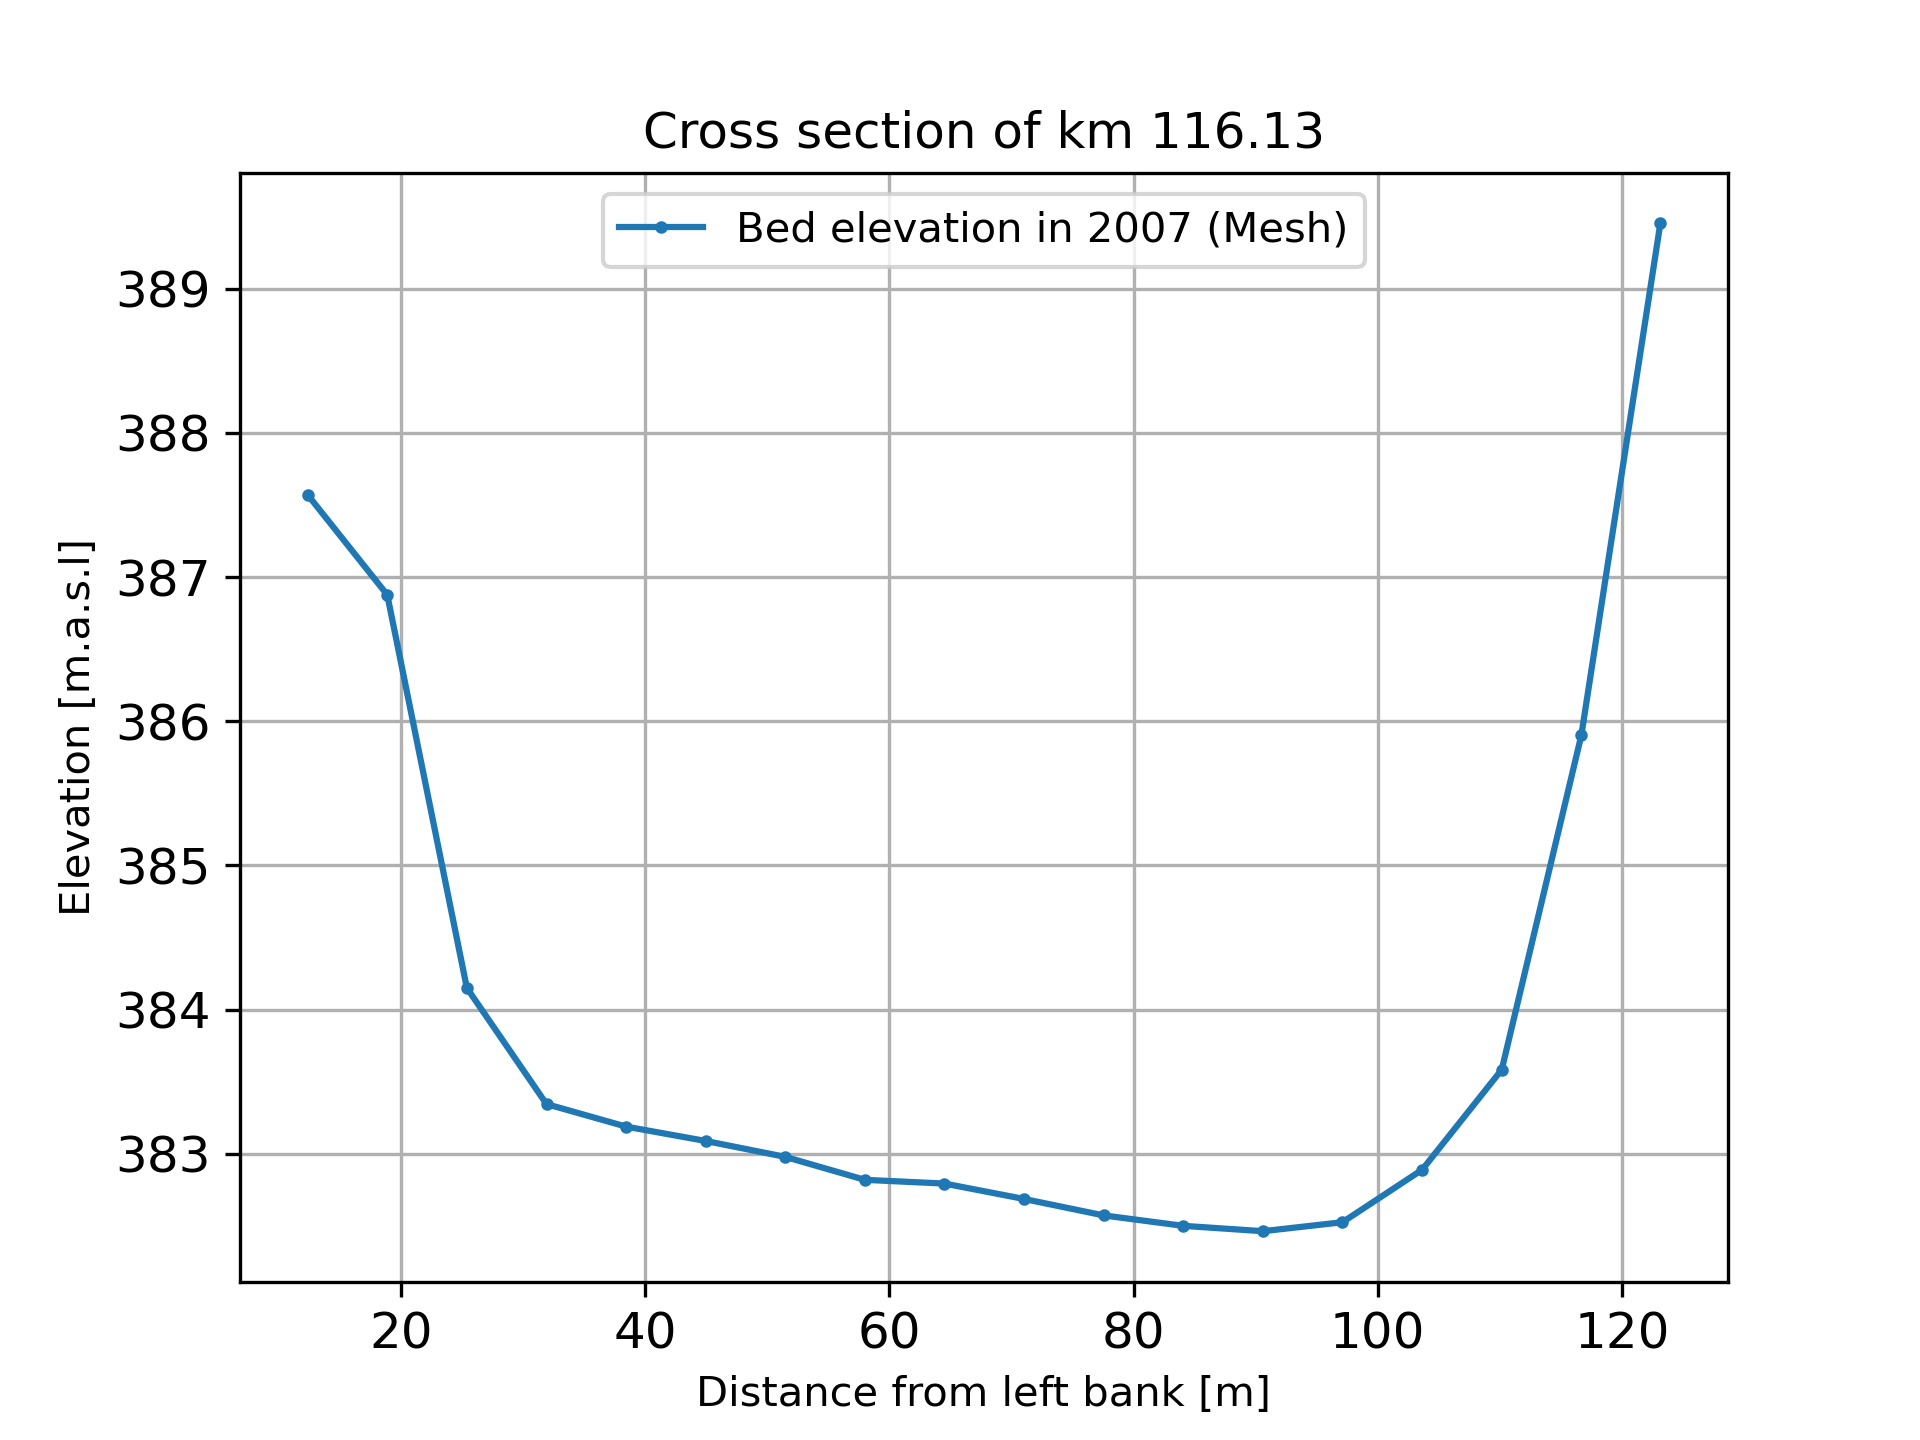 Cross section of km 116.13
Bed elevation in 2007 (Mesh)
389
388
387
386
385
384
383
Elevation [m.a.s.l]
20 40 60 80 100 120
Distance from left bank [m]